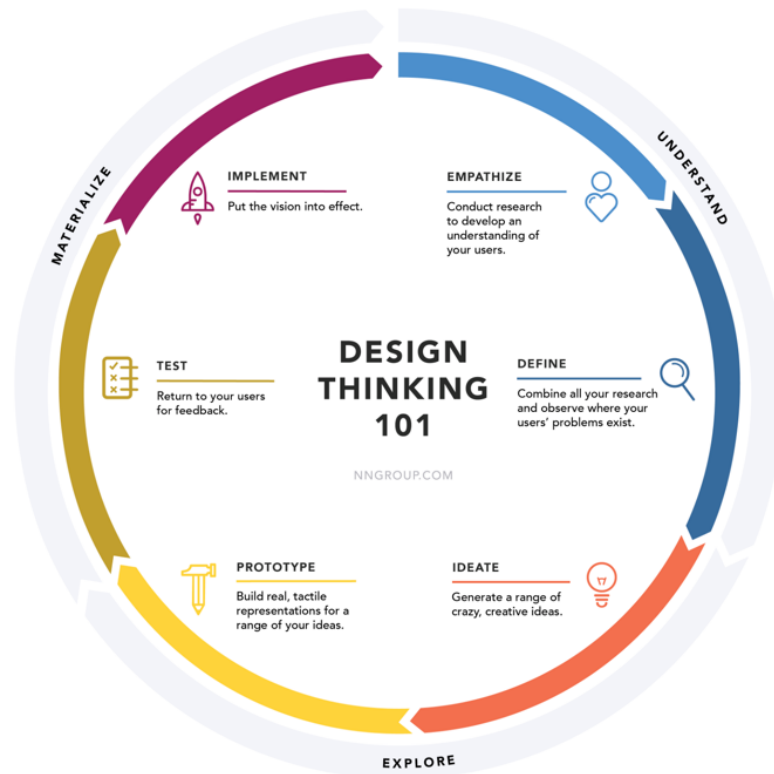 DESIGN
THINKING
101
NNGROUP.COM
UNDERSTAND
EMPATHIZE
Conduct research
to develop an
understanding of
your users.
DEFINE
Combine all your research
and observe where your
users' problems exist.
EXPLORE
IDEATE
Generate a range of
crazy, creative ideas.
PROTOTYPE
Build real, tactile
representations for a
range of your ideas.
MATERIALIZE
TEST
Return to your users
for feedback.
IMPLEMENT
Put the vision into effect.